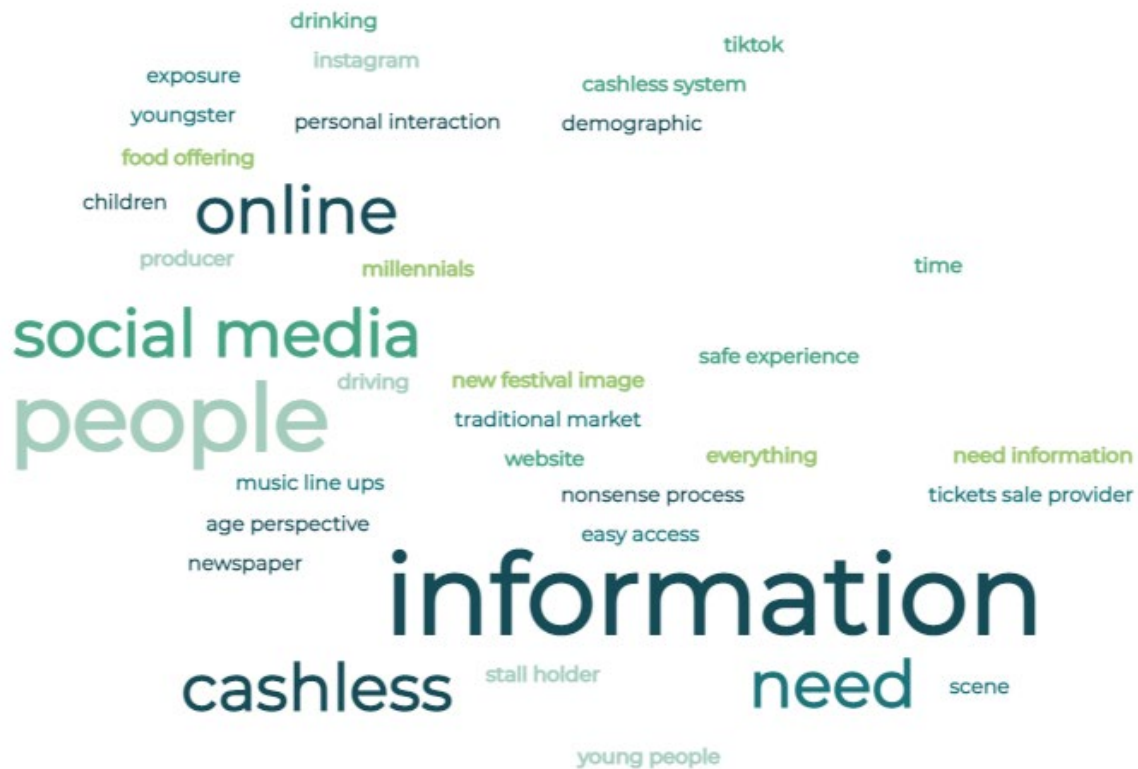 drinking
tiktok
instagram
exposure
cashless system
youngster
personal interaction
demographic
food offering
children
online
producer
millennials
time
social media
safe experience
driving
new festival image
people
traditional market
website
everything
need information
music line ups
nonsense process
tickets sale provider
age perspective
easy access
newspaper
information
cashless
stall holder
need
scene
young people